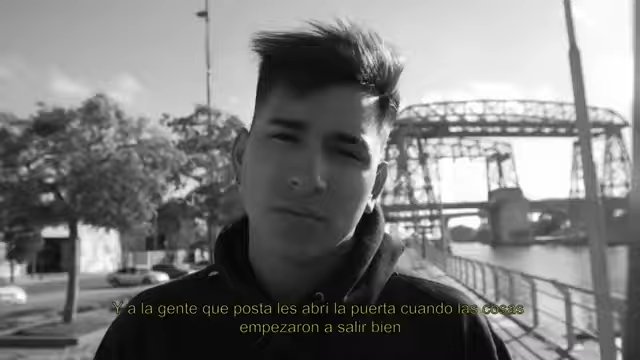 Y a la gente que posta les abrí la puerta cuando las cosas
empezaron a salir bien